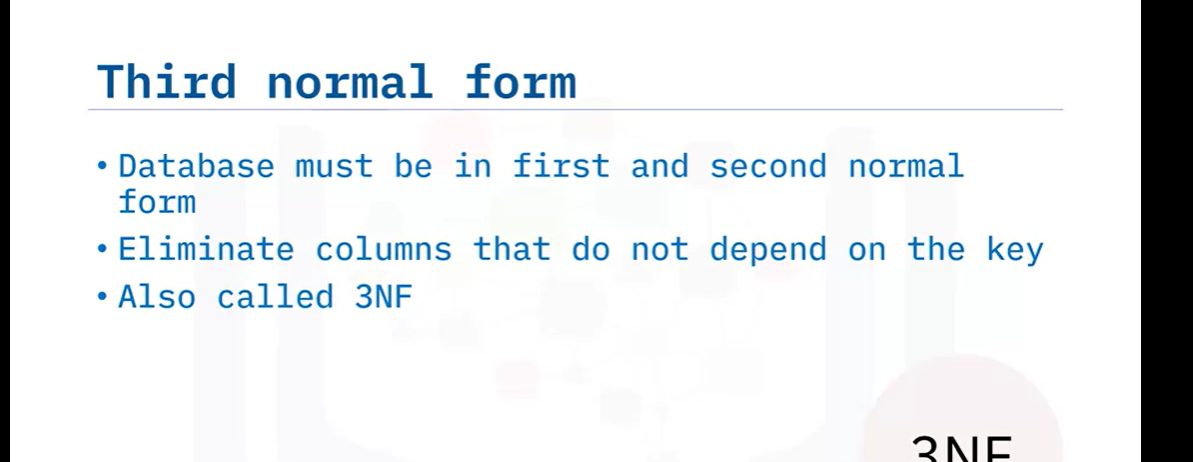 Third normal form
• Database must be in first and second normal
form
• Eliminate columns that do not depend on the key
• Also called 3NF
3NF